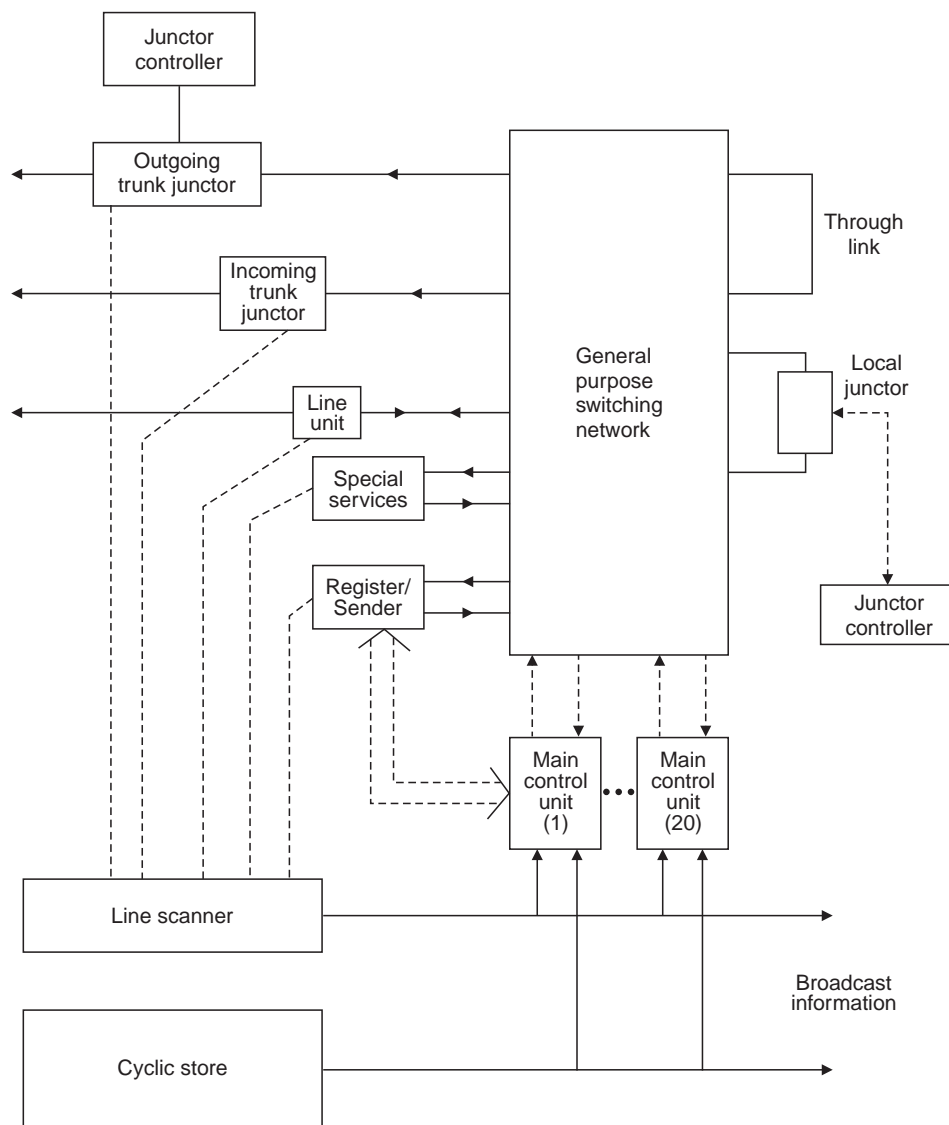 Junctor
controller
Outgoing
trunk junctor
Through
link
Incoming
trunk
junctor
General
purpose
switching
network
Local
junctor
Line
unit
Special
services
Register/
Sender
Junctor
controller
Main
control
unit
(1)
Main
control
unit
(20)
Line scanner
Broadcast
information
Cyclic store